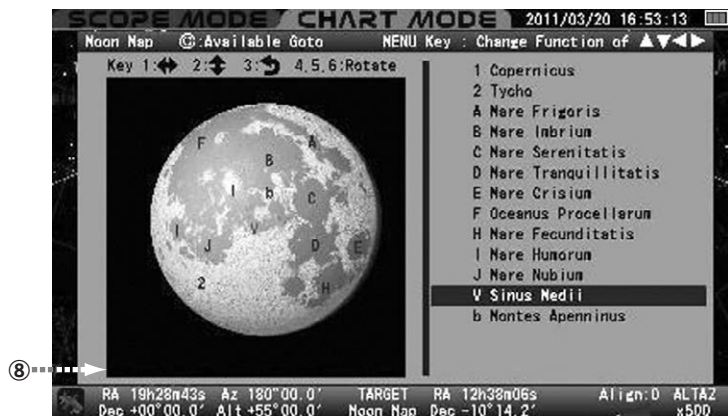 SCOPE MODE / CHART MODE 2011/03/20 16:53:13
Moon Map Ⓖ:Available Goto MENU Key : Change Function of ▲▼◀▶
Key 1:↔ 2:↕ 3:⮌ 4,5,6:Rotate
1 Copernicus
2 Tycho
A Mare Frigoris
B Mare Imbrium
C Mare Serenitatis
D Mare Tranquillitatis
E Mare Crisium
F Oceanus Procellarum
H Mare Fecunditatis
I Mare Humorum
J Mare Nubium
V Sinus Medii
b Montes Apenninus
F
A
B
1
b
C
I
J
V
D
E
2
H
⑧
RA 19h28m43s Az 180°00.0' TARGET RA 12h38m06s Align:0 ALTAZ
Dec +00°00.0' Alt +55°00.0' Moon Map Dec -10°14.2' x500